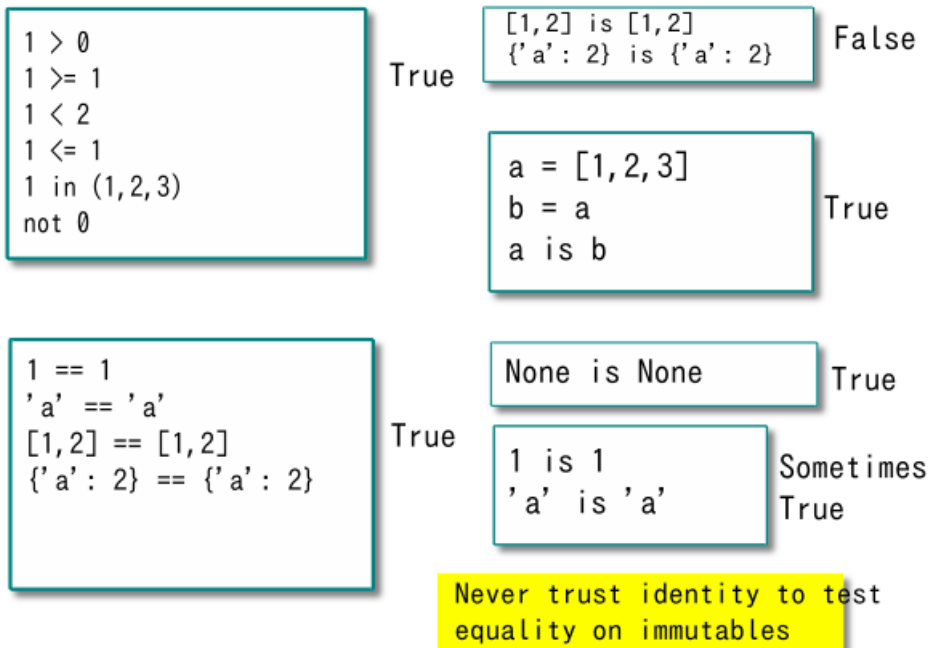 1 > 0
1 >= 1
1 < 2
1 <= 1
1 in (1,2,3)
not 0
True
[1,2] is [1,2]
{'a': 2} is {'a': 2}
False
a = [1,2,3]
b = a
a is b
True
1 == 1
'a' == 'a'
[1,2] == [1,2]
{'a': 2} == {'a': 2}
True
None is None
True
1 is 1
'a' is 'a'
Sometimes
True
Never trust identity to test
equality on immutables